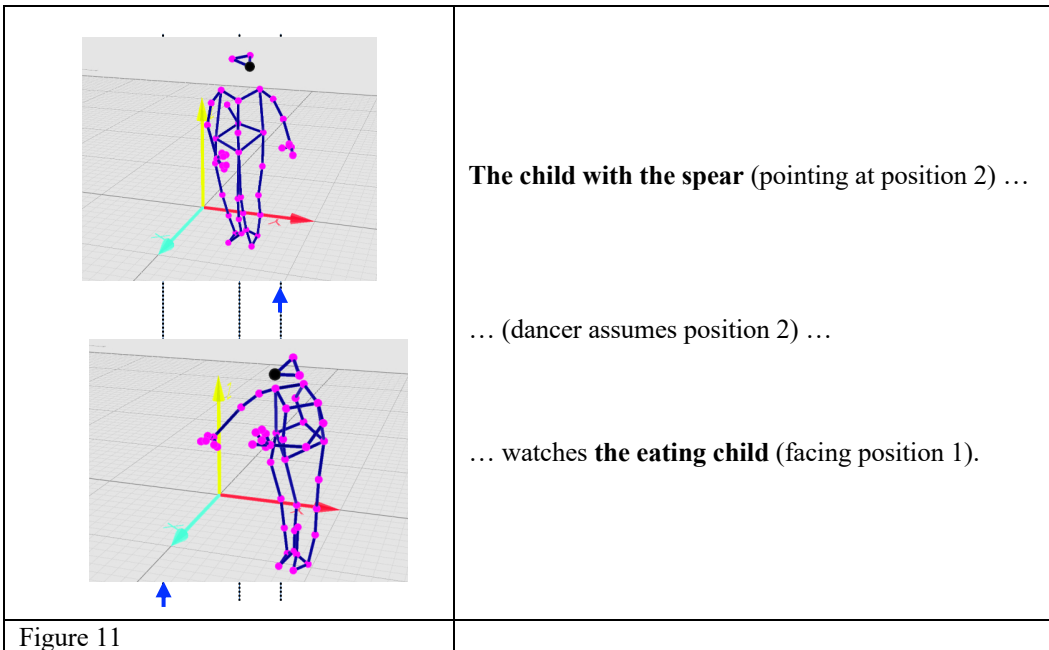 The child with the spear (pointing at position 2) …
… (dancer assumes position 2) …
… watches the eating child (facing position 1).
Figure 11